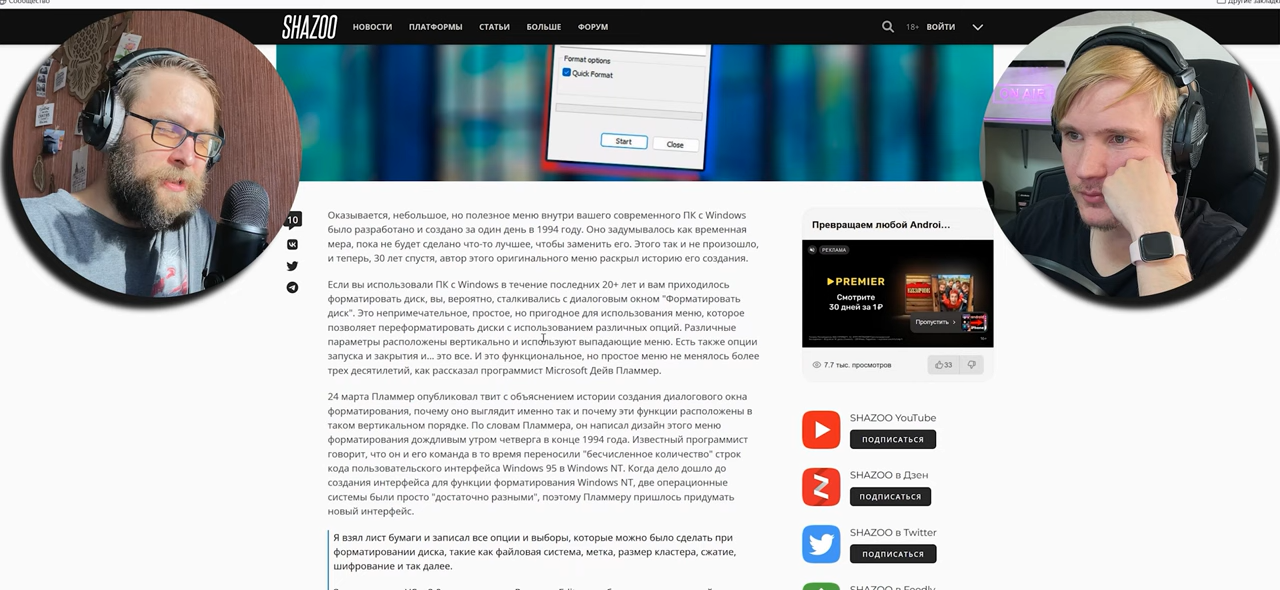 Сообщество
Другие закладки
SHAZOO
НОВОСТИ
ПЛАТФОРМЫ
СТАТЬИ
БОЛЬШЕ
ФОРУМ
18+
ВОЙТИ
Format options
Quick Format
Start
Close
ON AIR
10
Оказывается, небольшое, но полезное меню внутри вашего современного ПК с Windows
было разработано и создано за один день в 1994 году. Оно задумывалось как временная
мера, пока не будет сделано что-то лучшее, чтобы заменить его. Этого так и не произошло,
и теперь, 30 лет спустя, автор этого оригинального меню раскрыл историю его создания.
Если вы использовали ПК с Windows в течение последних 20+ лет и вам приходилось
форматировать диск, вы, вероятно, сталкивались с диалоговым окном "Форматировать
диск". Это непримечательное, простое, но пригодное для использования меню, которое
позволяет переформатировать диски с использованием различных опций. Различные
параметры расположены вертикально и используют выпадающие меню. Есть также опции
запуска и закрытия и... это все. И это функциональное, но простое меню не менялось более
трех десятилетий, как рассказал программист Microsoft Дейв Пламмер.
24 марта Пламмер опубликовал твит с объяснением истории создания диалогового окна
форматирования, почему оно выглядит именно так и почему эти функции расположены в
таком вертикальном порядке. По словам Пламмера, он написал дизайн этого меню
форматирования дождливым утром четверга в конце 1994 года. Известный программист
говорит, что он и его команда в то время переносили "бесчисленное количество" строк
кода пользовательского интерфейса Windows 95 в Windows NT. Когда дело дошло до
создания интерфейса для функции форматирования Windows NT, две операционные
системы были просто "достаточно разными", поэтому Пламмеру пришлось придумать
новый интерфейс.
Я взял лист бумаги и записал все опции и выборы, которые можно было сделать при
форматировании диска, такие как файловая система, метка, размер кластера, сжатие,
шифрование и так далее.
Превращаем любой Androi...
РЕКЛАМА
PREMIER
Смотрите
30 дней за 1₽
Пропустить
7.7 тыс. просмотров
33
SHAZOO YouTube
ПОДПИСАТЬСЯ
SHAZOO в Дзен
ПОДПИСАТЬСЯ
SHAZOO в Twitter
ПОДПИСАТЬСЯ
SHAZOO в Feedly